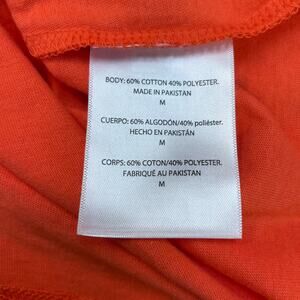 BODY: 60% COTTON 40% POLYESTER.
MADE IN PAKISTAN
M
CUERPO: 60% ALGODÓN/40% poliéster.
HECHO EN PAKISTÁN
M
CORPS: 60% COTON/40% POLYESTER.
FABRIQUÉ AU PAKISTAN
M